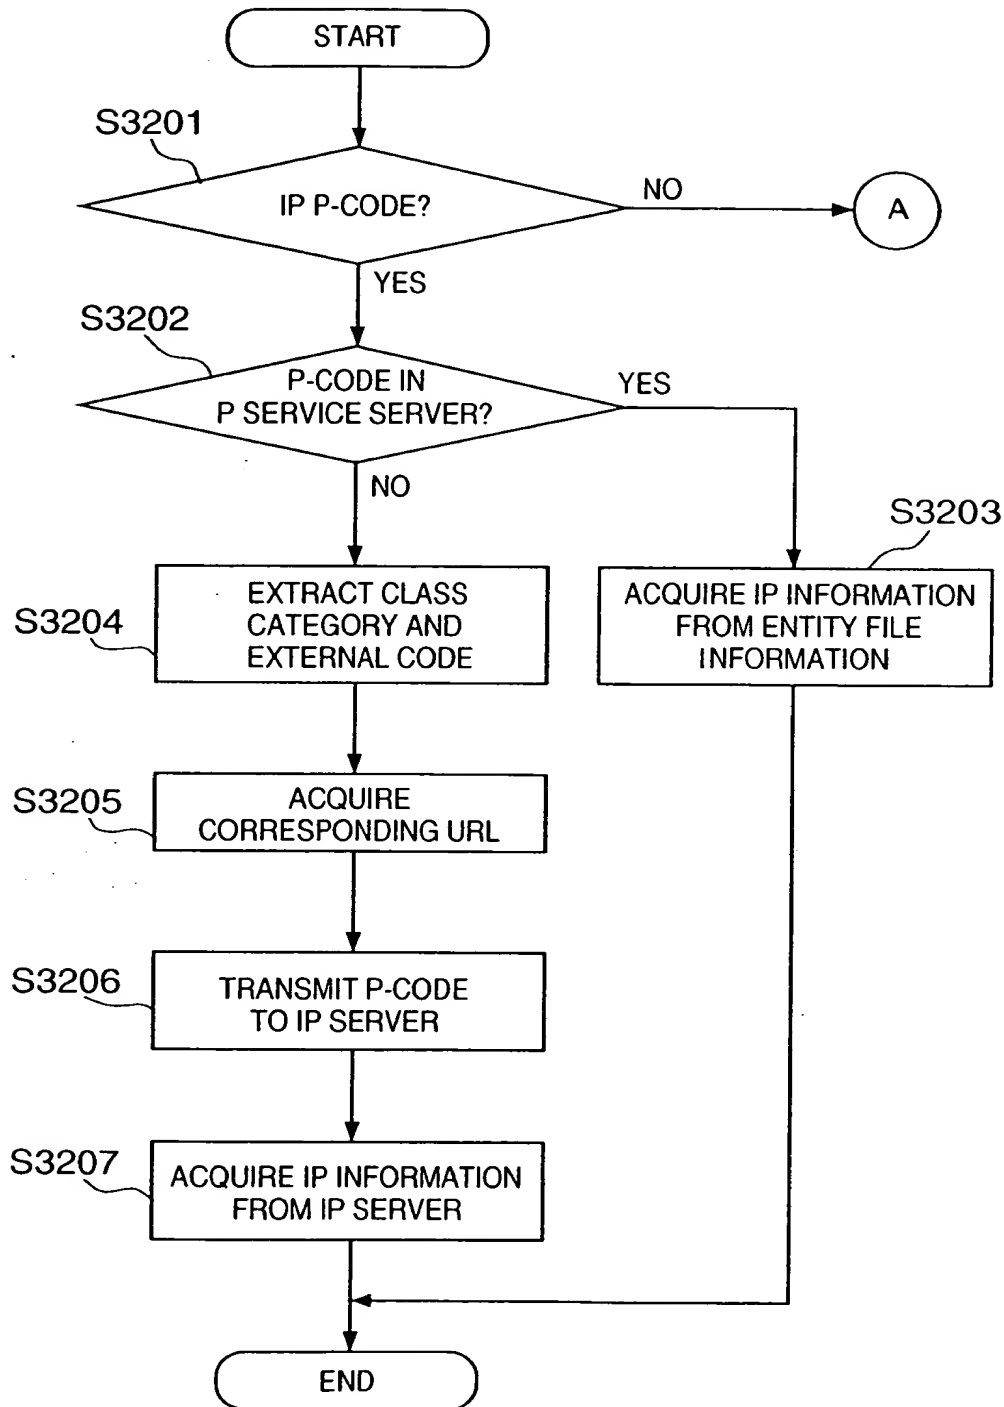 START
S3201
IP P-CODE?
NO
A
YES
S3202
P-CODE IN
P SERVICE SERVER?
YES
NO
S3203
ACQUIRE IP INFORMATION
FROM ENTITY FILE
INFORMATION
S3204
EXTRACT CLASS
CATEGORY AND
EXTERNAL CODE
S3205
ACQUIRE
CORRESPONDING URL
S3206
TRANSMIT P-CODE
TO IP SERVER
S3207
ACQUIRE IP INFORMATION
FROM IP SERVER
END